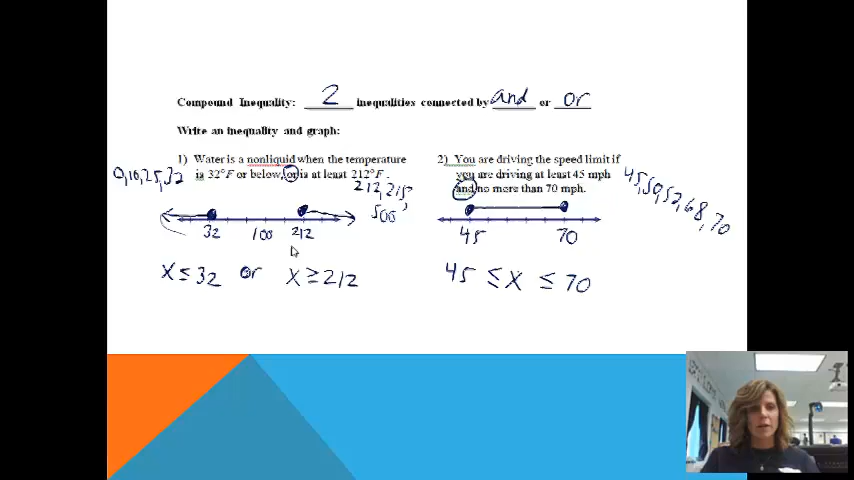 Compound Inequality: 2 inequalities connected by and or or
Write an inequality and graph:
1) Water is a nonliquid when the temperature
is 32°F or below, or is at least 212°F.
0,10,25,32
212,215,
500
32 100 212
x ≤ 32 or x ≥ 212
2) You are driving the speed limit if
you are driving at least 45 mph
and no more than 70 mph.
45,50,52,68,70
45 70
45 ≤ x ≤ 70